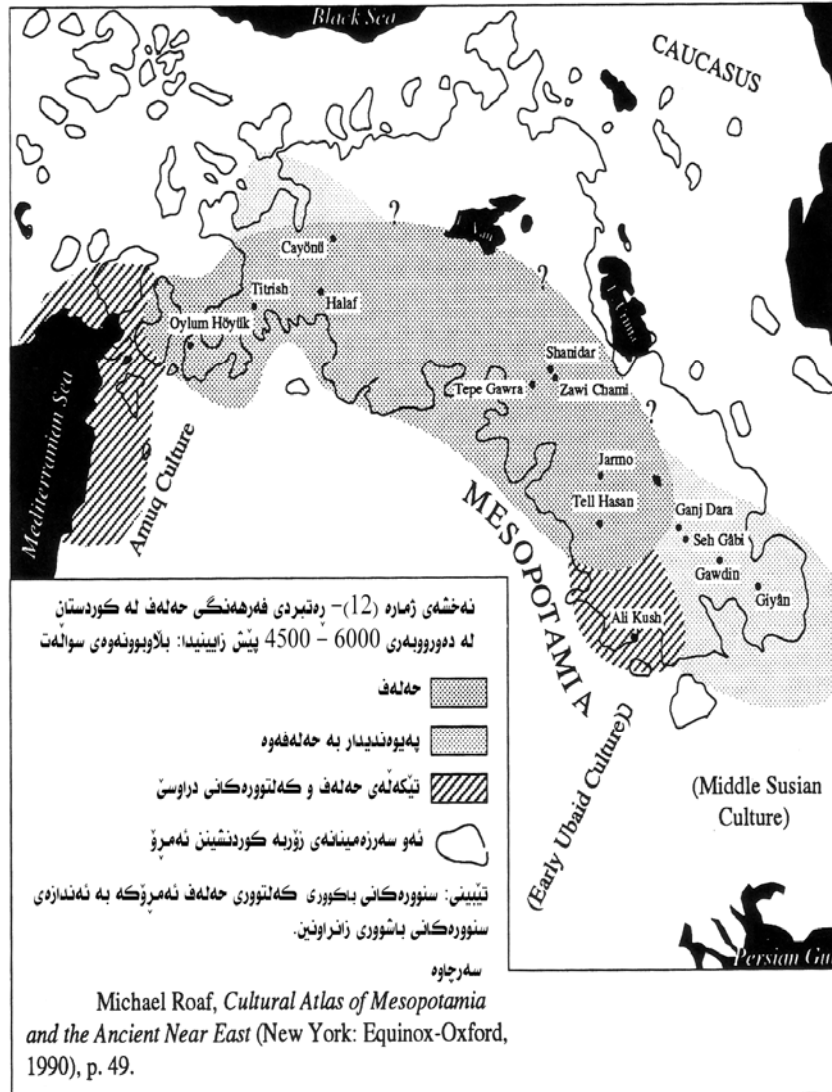 Black Sea
CAUCASUS
?
Van
Cayönü
?
L. Urmia
Titrish
Halaf
Oylum Höyük
Shanidar
Tepe Gawra
Zawi Chami
?
Mediterranean Sea
Amuq Culture
MESOPOTAMIA
Jarmo
Tell Hasan
Ganj Dara
Seh Gâbi
Gawdin
Giyân
Ali Kush
(Early Ubaid Culture)
(Middle Susian
Culture)
Persian Gu
نەخشەی ژمارە (12)– ڕەتبردی فەرهەنگی حەلەف لە کوردستان
لە دەورووبەری 6000 – 4500 پێش زایینیدا: بڵاوبوونەوەی سواڵەت
حەلەف
پەیوەندیدار بە حەلەفەوە
تێکەڵەی حەلەف و کەلتوورەکانی دراوسێ
ئەو سەرزەمینانەی زۆربە کوردنشینن ئەمڕۆ
تێبینی: سنوورەکانی باکووری کەلتووری حەلەف ئەمڕۆکە بە ئەندازەی
سنوورەکانی باشووری زانراونین.
سەرچاوە
Michael Roaf, Cultural Atlas of Mesopotamia
and the Ancient Near East (New York: Equinox-Oxford,
1990), p. 49.